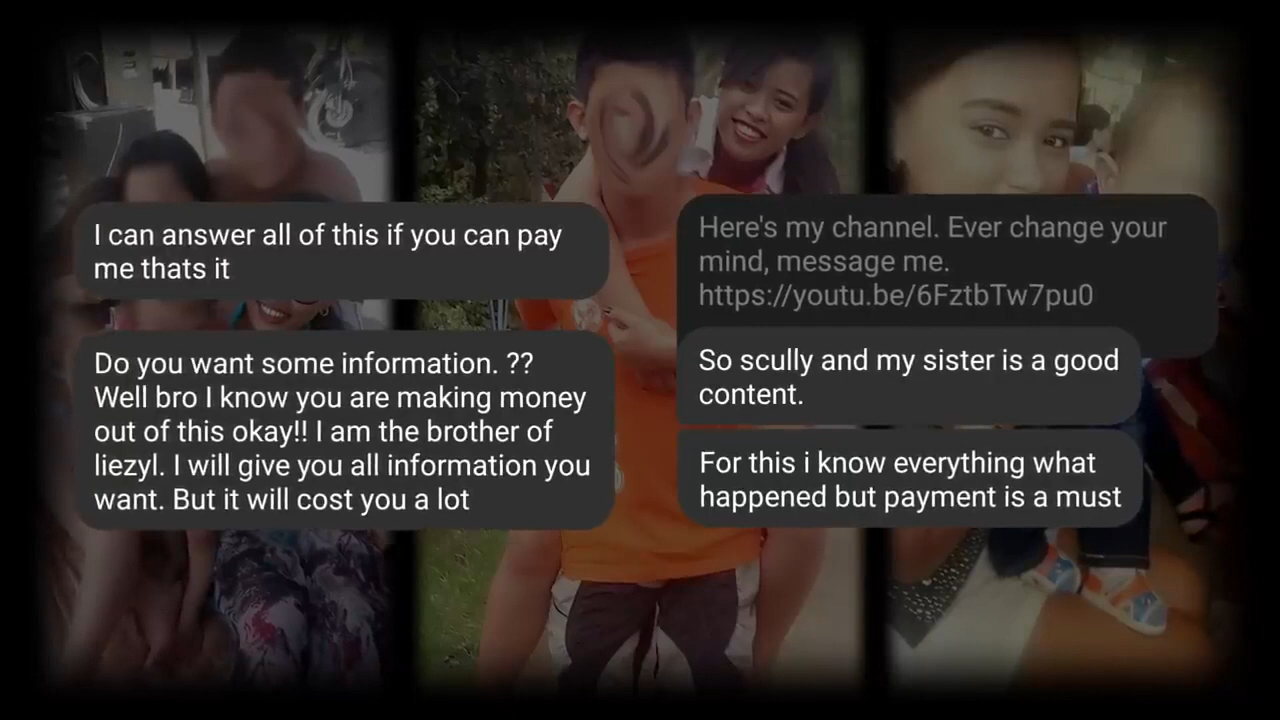 I can answer all of this if you can pay
me thats it
Do you want some information. ??
Well bro I know you are making money
out of this okay!! I am the brother of
liezyl. I will give you all information you
want. But it will cost you a lot
Here's my channel. Ever change your
mind, message me.
https://youtu.be/6FztbTw7pu0
So scully and my sister is a good
content.
For this i know everything what
happened but payment is a must